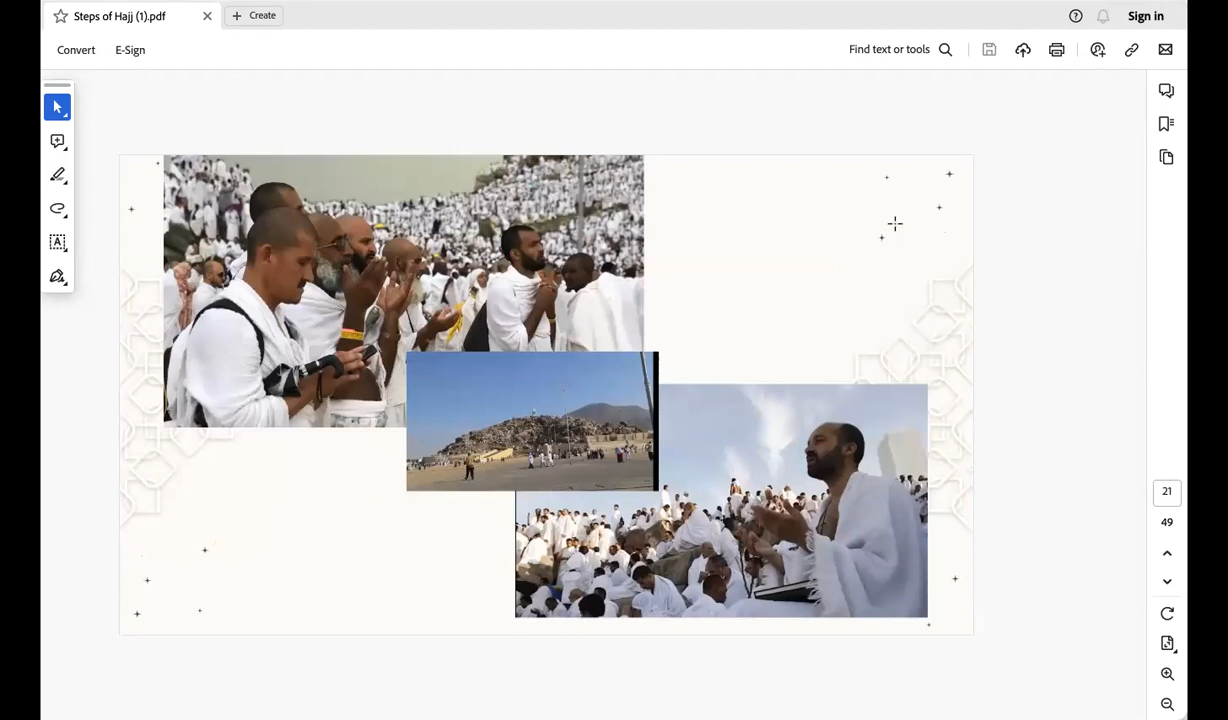 Steps of Hajj (1).pdf
Create
Sign in
Convert
E-Sign
Find text or tools
21
49